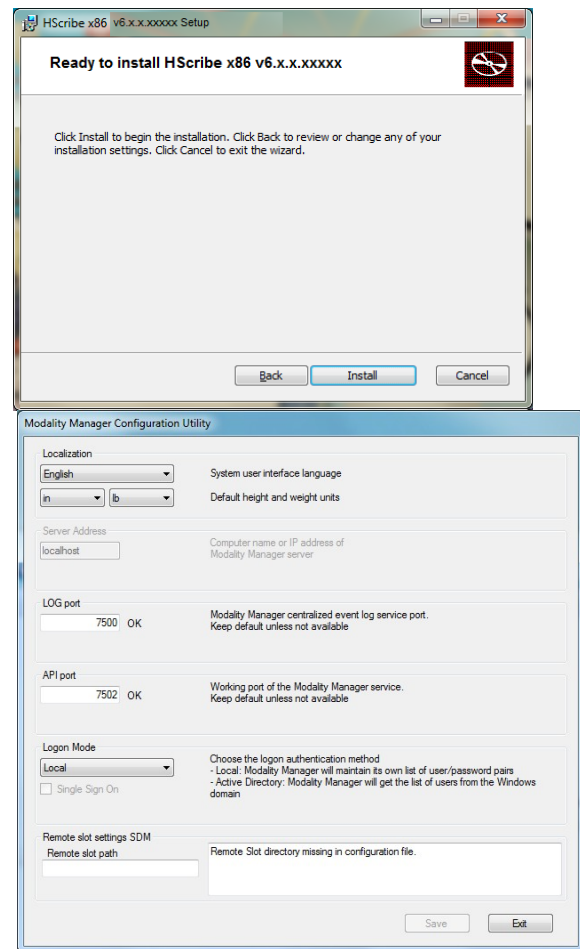 HScribe x86 v6.x.x.xxxxx Setup
Ready to install HScribe x86 v6.x.x.xxxxx
Click Install to begin the installation. Click Back to review or change any of your
installation settings. Click Cancel to exit the wizard.
Back Install Cancel
Modality Manager Configuration Utility
Localization
English System user interface language
in lb Default height and weight units
Server Address
localhost Computer name or IP address of
Modality Manager server
LOG port
7500 OK Modality Manager centralized event log service port.
Keep default unless not available
API port
7502 OK Working port of the Modality Manager service.
Keep default unless not available
Logon Mode
Local Choose the logon authentication method
- Local: Modality Manager will maintain its own list of user/password pairs
Single Sign On - Active Directory: Modality Manager will get the list of users from the Windows
domain
Remote slot settings SDM
Remote slot path Remote Slot directory missing in configuration file.
Save Exit